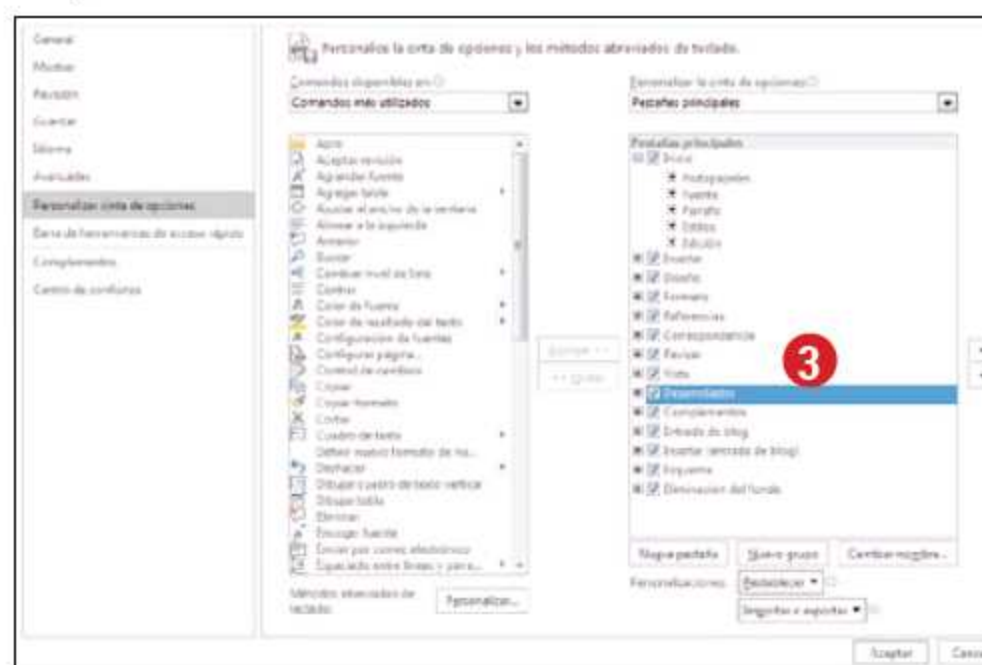 General
Mostrar
Revisión
Guardar
Idioma
Avanzadas
Personalizar cinta de opciones
Barra de herramientas de acceso rápido
Complementos
Centro de confianza
Personalice la cinta de opciones y los métodos abreviados de teclado.
Comandos disponibles en:
Comandos más utilizados
Abrir
Aceptar revisión
Agrandar fuente
Agregar tabla
Ajustar al ancho de la ventana
Alinear a la izquierda
Anterior
Buscar
Cambiar nivel de lista
Centrar
Color de fuente
Color de resaltado del texto
Configuración de fuentes
Configurar página...
Control de cambios
Copiar
Copiar formato
Cortar
Cuadro de texto
Definir nuevo formato de nú...
Deshacer
Dibujar cuadro de texto vertical
Dibujar tabla
Eliminar
Encoger fuente
Enviar por correo electrónico
Espaciado entre líneas y párra...
Métodos abreviados de
teclado:
Personalizar...
Agregar >>
<< Quitar
Personalizar la cinta de opciones:
Pestañas principales
Pestañas principales
Inicio
Portapapeles
Fuente
Párrafo
Estilos
Edición
Insertar
Diseño
Formato
Referencias
Correspondencia
Revisar
Vista
3
Desarrollador
Complementos
Entrada de blog
Insertar (entrada de blog)
Esquema
Eliminación del fondo
Nueva pestaña
Nuevo grupo
Cambiar nombre...
Personalizaciones:
Restablecer
Importar o exportar
Aceptar
Cance